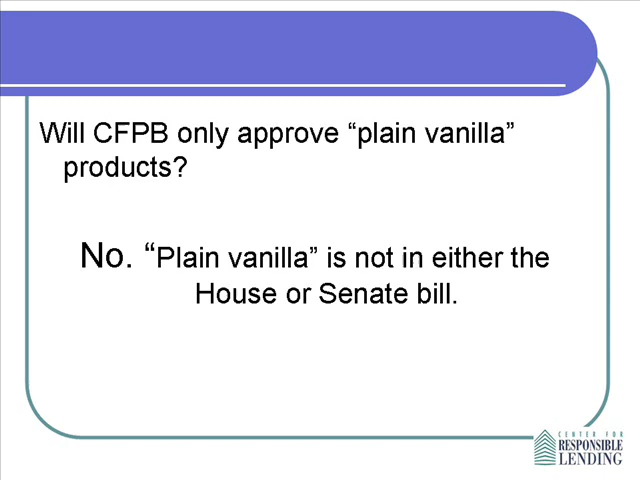 Will CFPB only approve “plain vanilla”
products?
No. “Plain vanilla” is not in either the
House or Senate bill.
CENTER FOR
RESPONSIBLE
LENDING